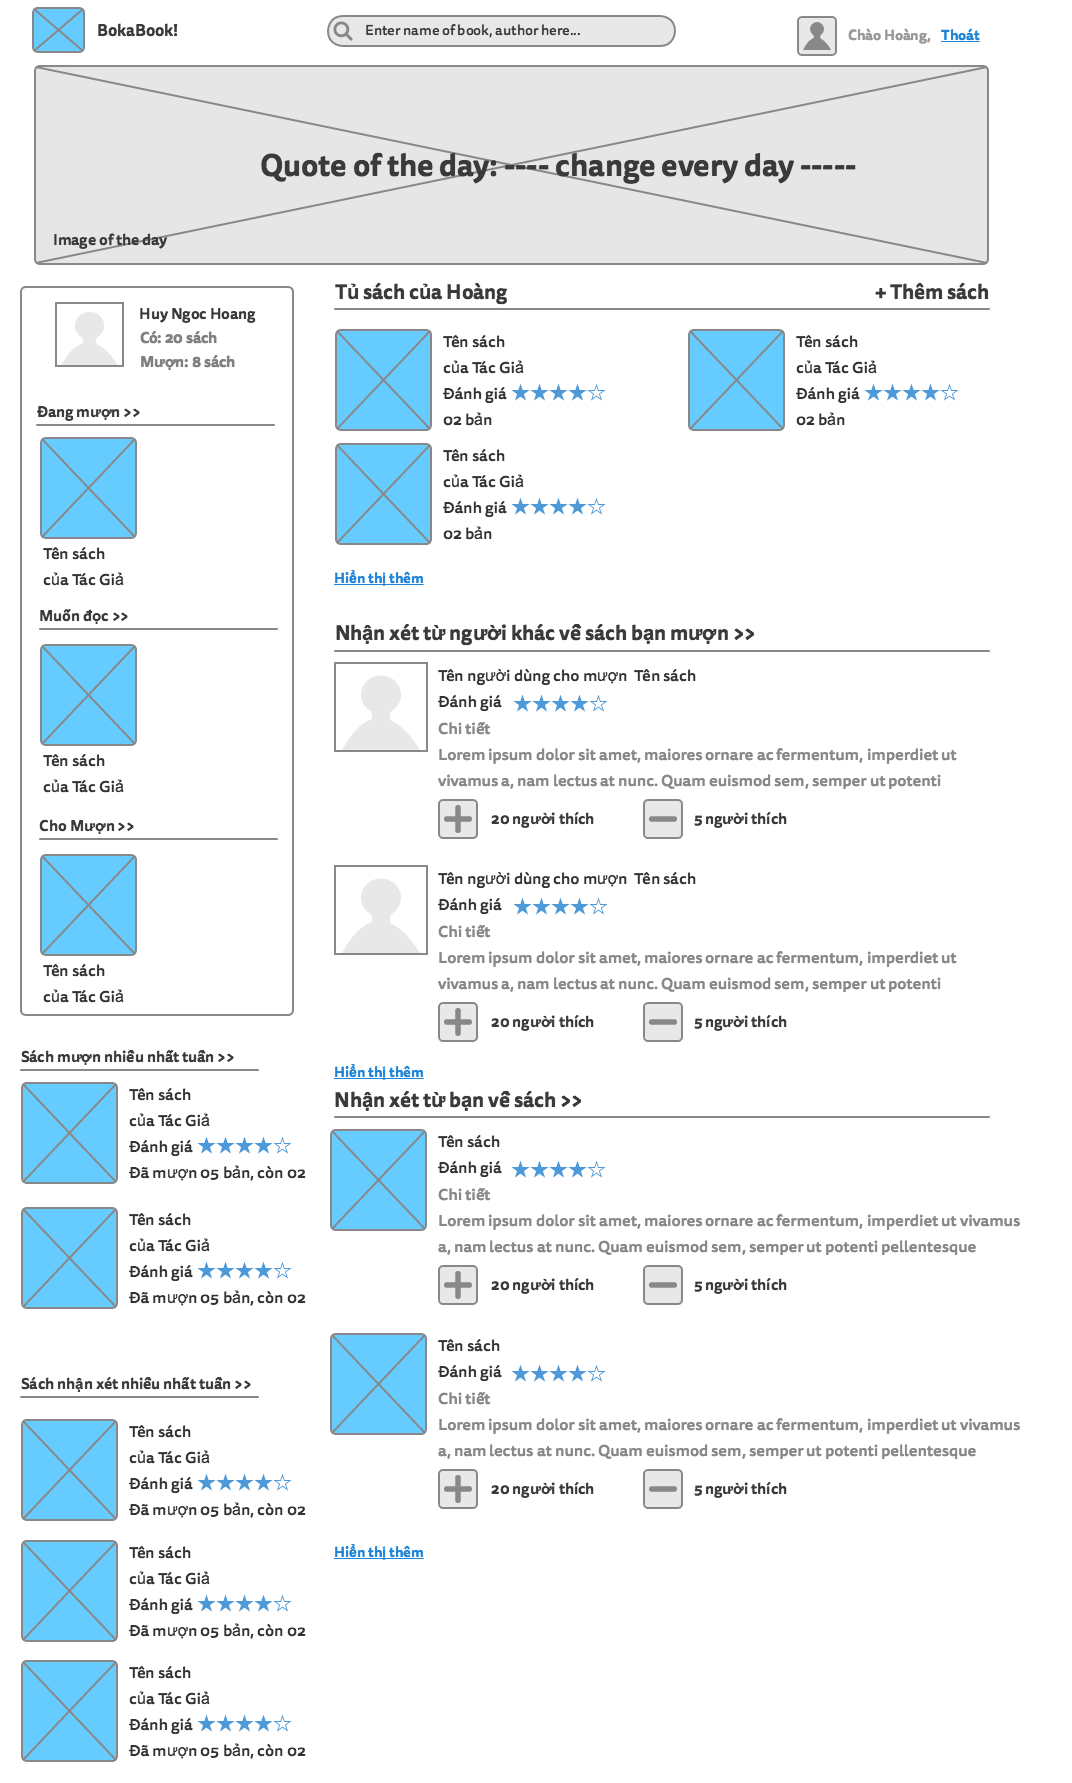 BokaBook!
Enter name of book, author here...
Chào Hoàng, Thoát
Quote of the day: ---- change every day -----
Image of the day
Huy Ngoc Hoang
Có: 20 sách
Mượn: 8 sách
Đang mượn >>
Tên sách
của Tác Giả
Muốn đọc >>
Tên sách
của Tác Giả
Cho Mượn >>
Tên sách
của Tác Giả
Sách mượn nhiều nhất tuần >>
Tên sách
của Tác Giả
Đánh giá ★★★★☆
Đã mượn 05 bản, còn 02
Tên sách
của Tác Giả
Đánh giá ★★★★☆
Đã mượn 05 bản, còn 02
Sách nhận xét nhiều nhất tuần >>
Tên sách
của Tác Giả
Đánh giá ★★★★☆
Đã mượn 05 bản, còn 02
Tên sách
của Tác Giả
Đánh giá ★★★★☆
Đã mượn 05 bản, còn 02
Tên sách
của Tác Giả
Đánh giá ★★★★☆
Đã mượn 05 bản, còn 02
Tủ sách của Hoàng
+ Thêm sách
Tên sách
của Tác Giả
Đánh giá ★★★★☆
02 bản
Tên sách
của Tác Giả
Đánh giá ★★★★☆
02 bản
Tên sách
của Tác Giả
Đánh giá ★★★★☆
02 bản
Hiển thị thêm
Nhận xét từ người khác về sách bạn mượn >>
Tên người dùng cho mượn Tên sách
Đánh giá ★★★★☆
Chi tiết
Lorem ipsum dolor sit amet, maiores ornare ac fermentum, imperdiet ut
vivamus a, nam lectus at nunc. Quam euismod sem, semper ut potenti
20 người thích
5 người thích
Tên người dùng cho mượn Tên sách
Đánh giá ★★★★☆
Chi tiết
Lorem ipsum dolor sit amet, maiores ornare ac fermentum, imperdiet ut
vivamus a, nam lectus at nunc. Quam euismod sem, semper ut potenti
20 người thích
5 người thích
Hiển thị thêm
Nhận xét từ bạn về sách >>
Tên sách
Đánh giá ★★★★☆
Chi tiết
Lorem ipsum dolor sit amet, maiores ornare ac fermentum, imperdiet ut vivamus
a, nam lectus at nunc. Quam euismod sem, semper ut potenti pellentesque
20 người thích
5 người thích
Tên sách
Đánh giá ★★★★☆
Chi tiết
Lorem ipsum dolor sit amet, maiores ornare ac fermentum, imperdiet ut vivamus
a, nam lectus at nunc. Quam euismod sem, semper ut potenti pellentesque
20 người thích
5 người thích
Hiển thị thêm